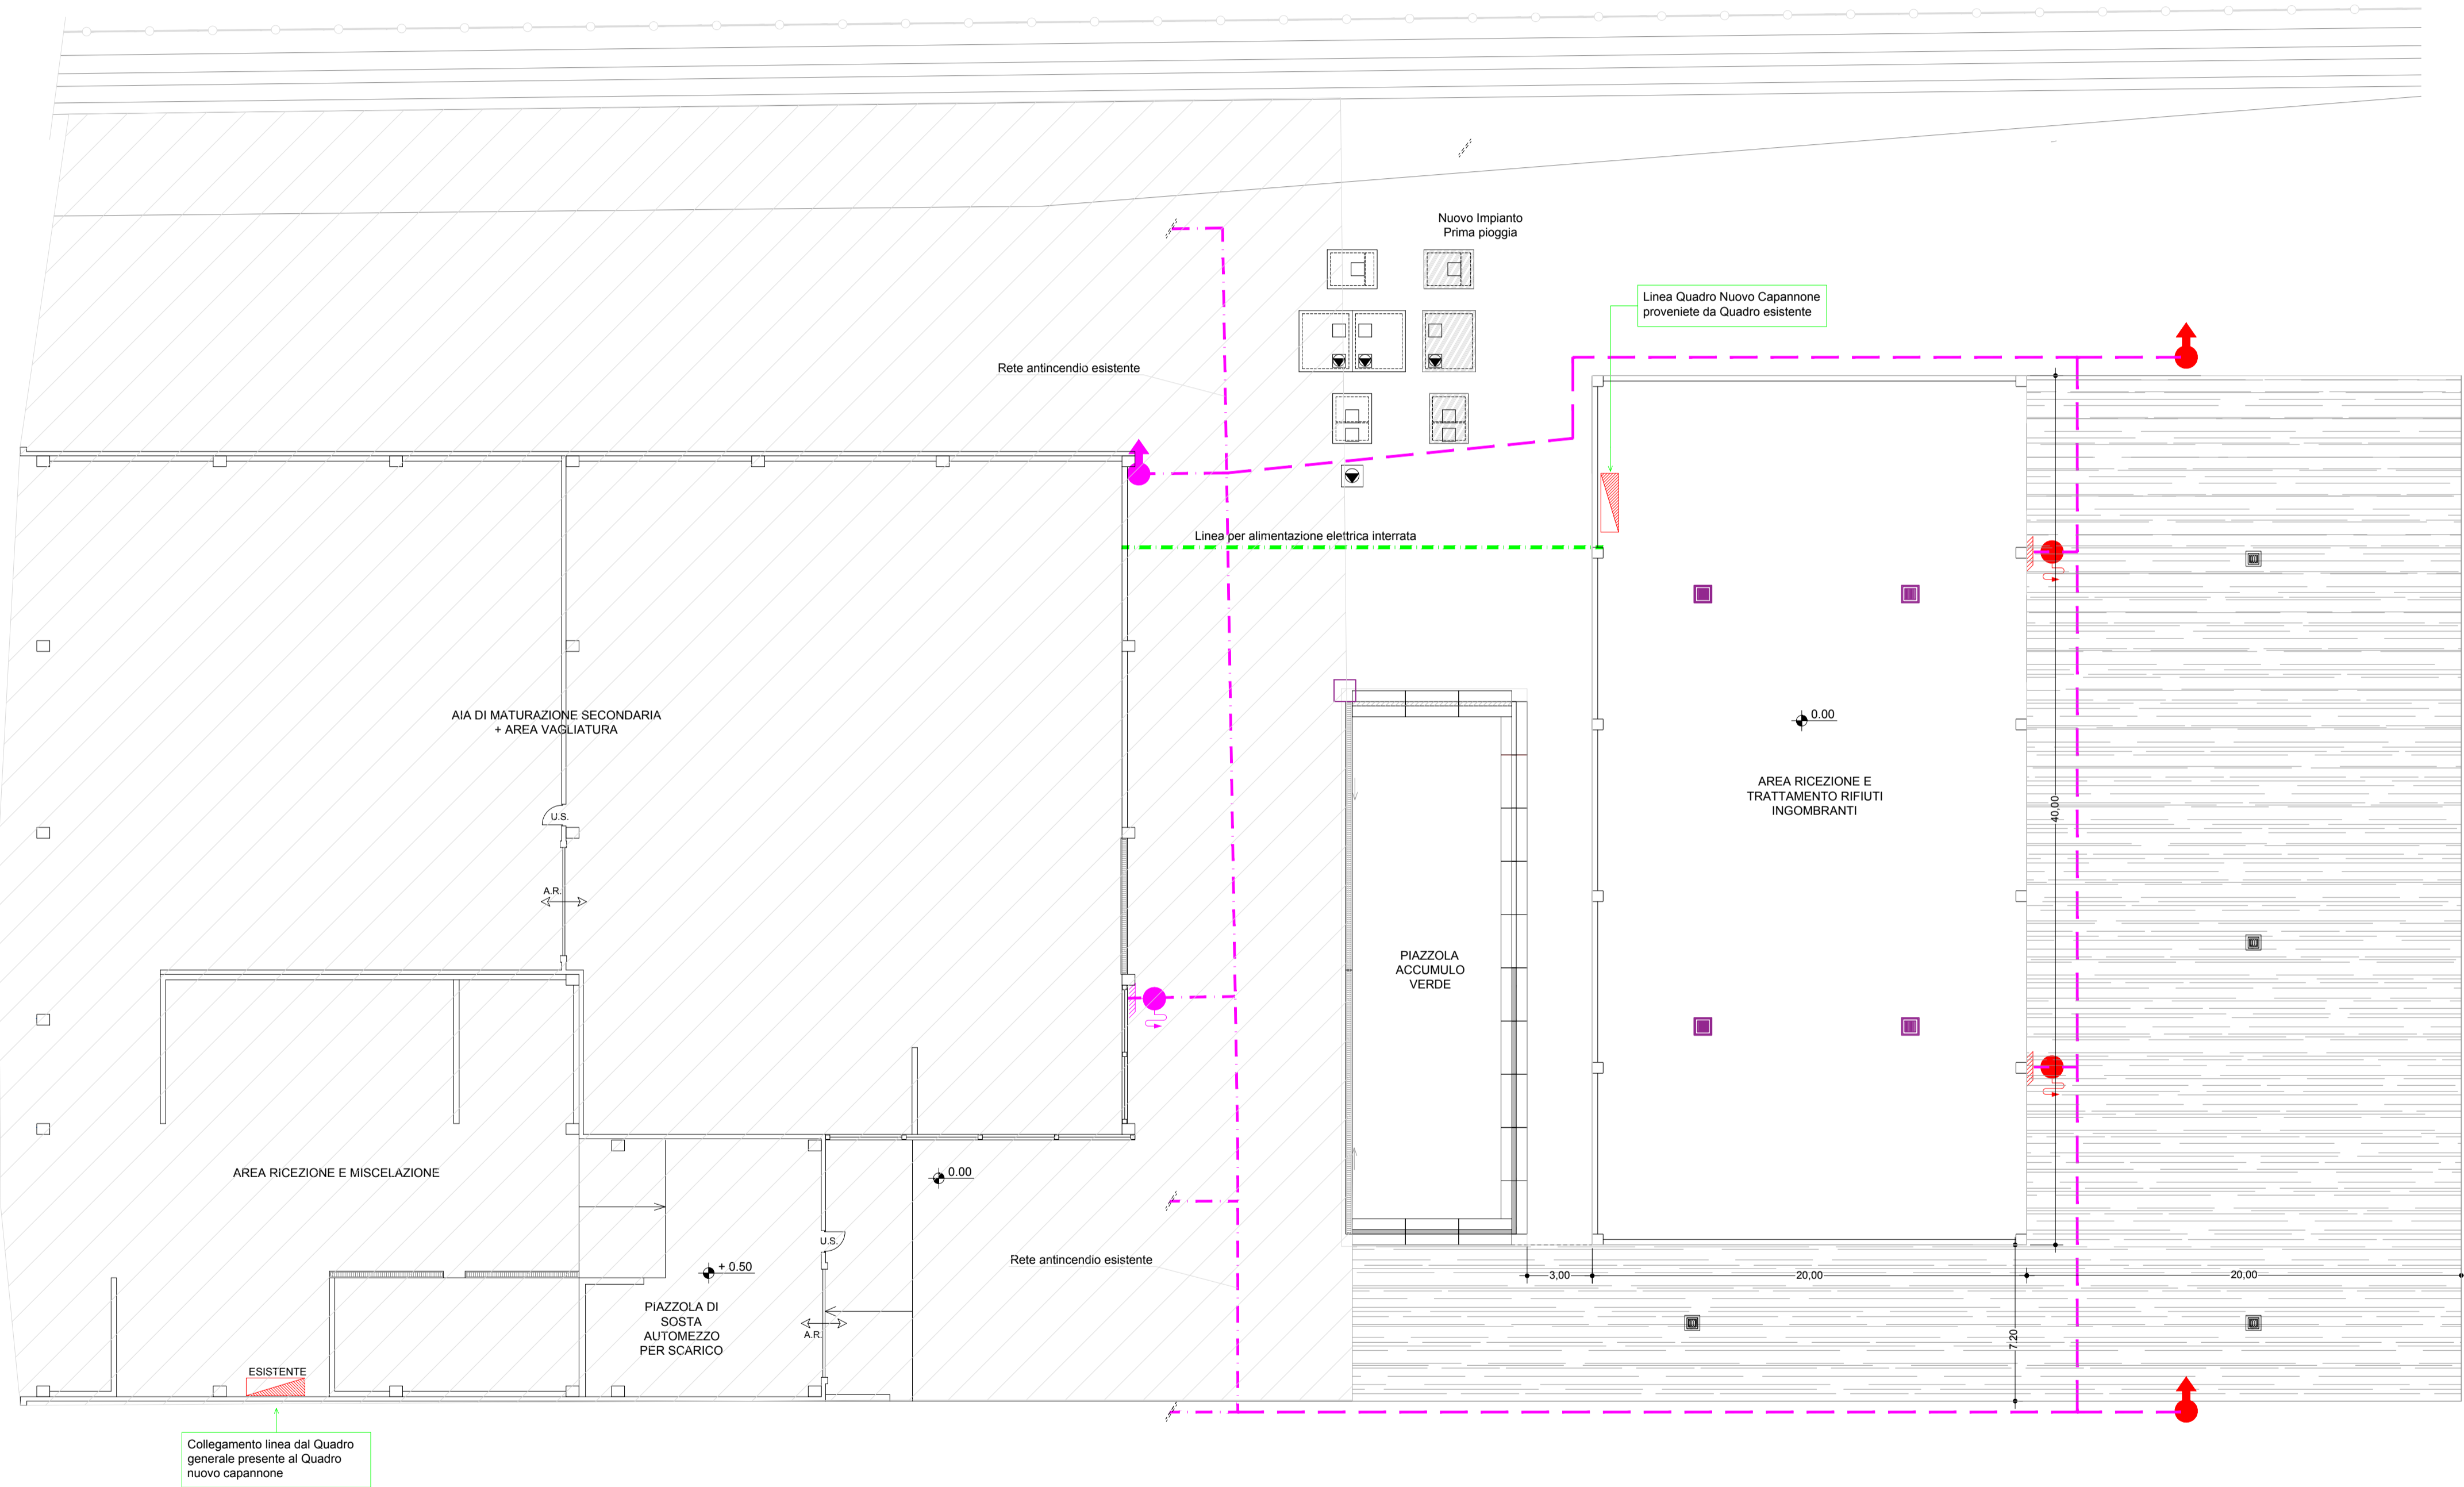 Nuovo Impianto
Prima pioggia
Linea Quadro Nuovo Capannone
proveniete da Quadro esistente
Rete antincendio esistente
Linea per alimentazione elettrica interrata
AIA DI MATURAZIONE SECONDARIA
+ AREA VAGLIATURA
0.00
AREA RICEZIONE E
TRATTAMENTO RIFIUTI
INGOMBRANTI
40,00
U.S.
A.R.
PIAZZOLA
ACCUMULO
VERDE
AREA RICEZIONE E MISCELAZIONE
0.00
U.S.
Rete antincendio esistente
+ 0.50
3,00
20,00
20,00
PIAZZOLA DI
SOSTA
AUTOMEZZO
PER SCARICO
A.R.
7.20
ESISTENTE
Collegamento linea dal Quadro
generale presente al Quadro
nuovo capannone